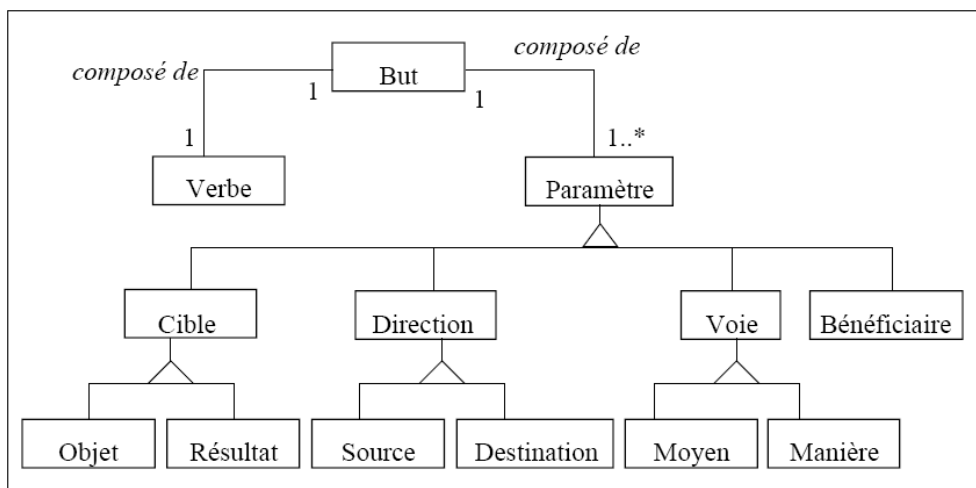 composé de
composé de
But
1
1
1
1..*
Verbe
Paramètre
Cible
Direction
Voie
Bénéficiaire
Objet
Résultat
Source
Destination
Moyen
Manière